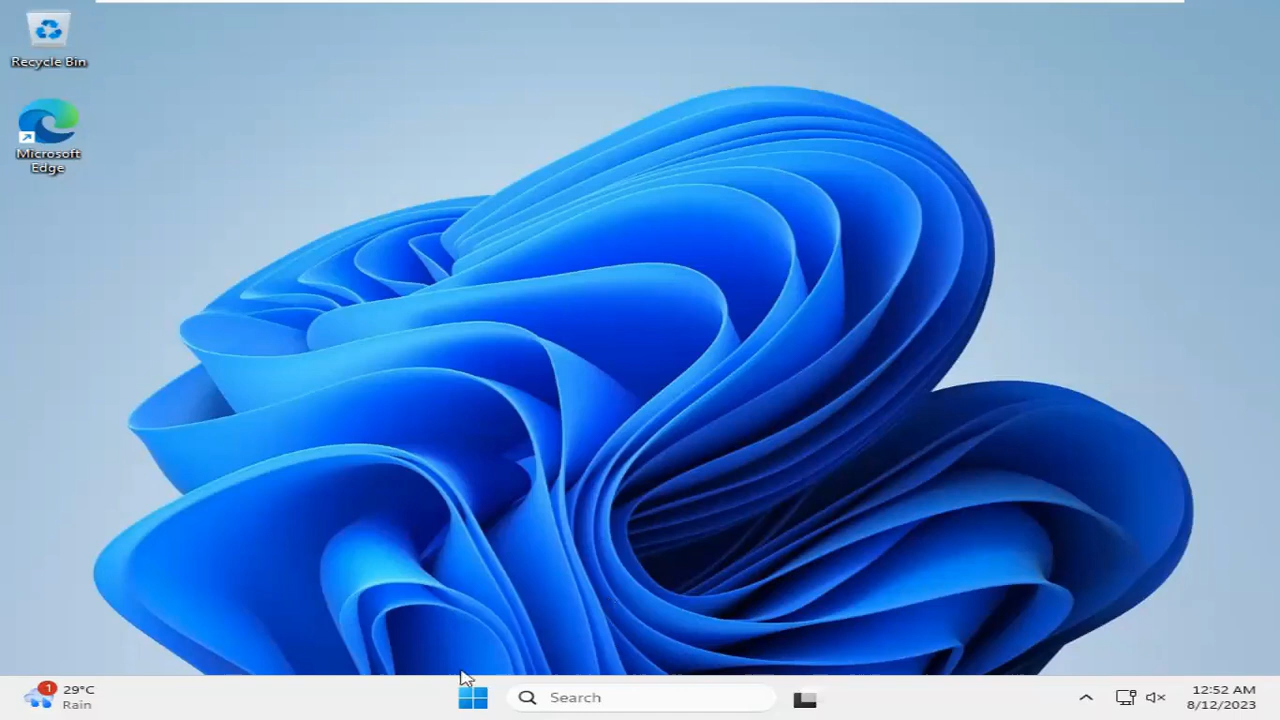 Recycle Bin
Microsoft
Edge
1
29°C
Rain
Search
12:52 AM
8/12/2023